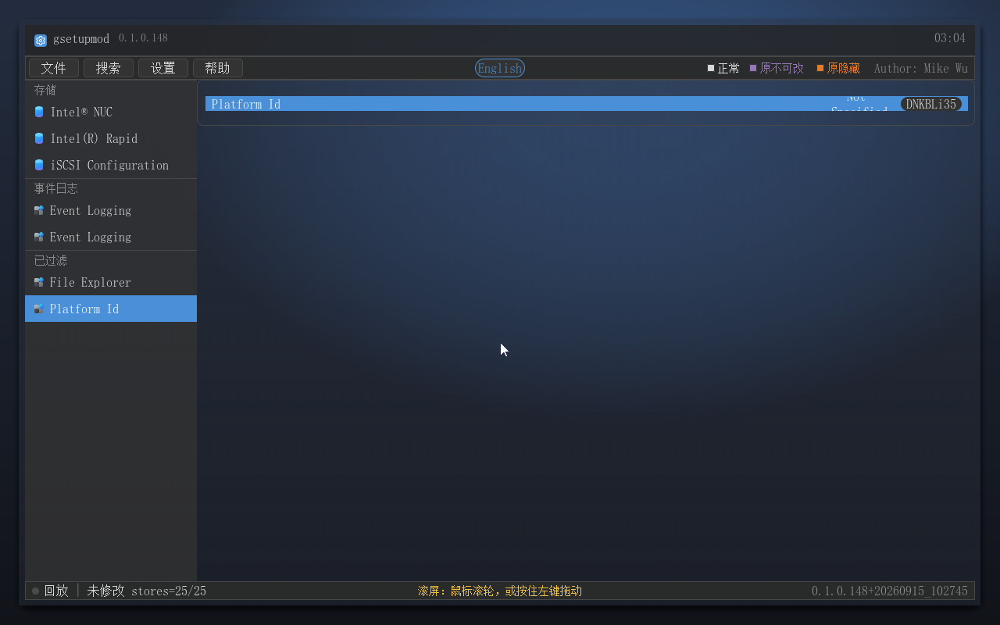 gsetupmod 0.1.0.148 03:04
文件 搜索 设置 帮助 English 正常 原不可改 原隐藏 Author: Mike Wu
存储
Intel® NUC
Intel(R) Rapid
iSCSI Configuration
事件日志
Event Logging
Event Logging
已过滤
File Explorer
Platform Id
Platform Id Not Specified DNKBLi35
回放 未修改 stores=25/25 滚屏：鼠标滚轮，或按住左键拖动 0.1.0.148+20260915_102745